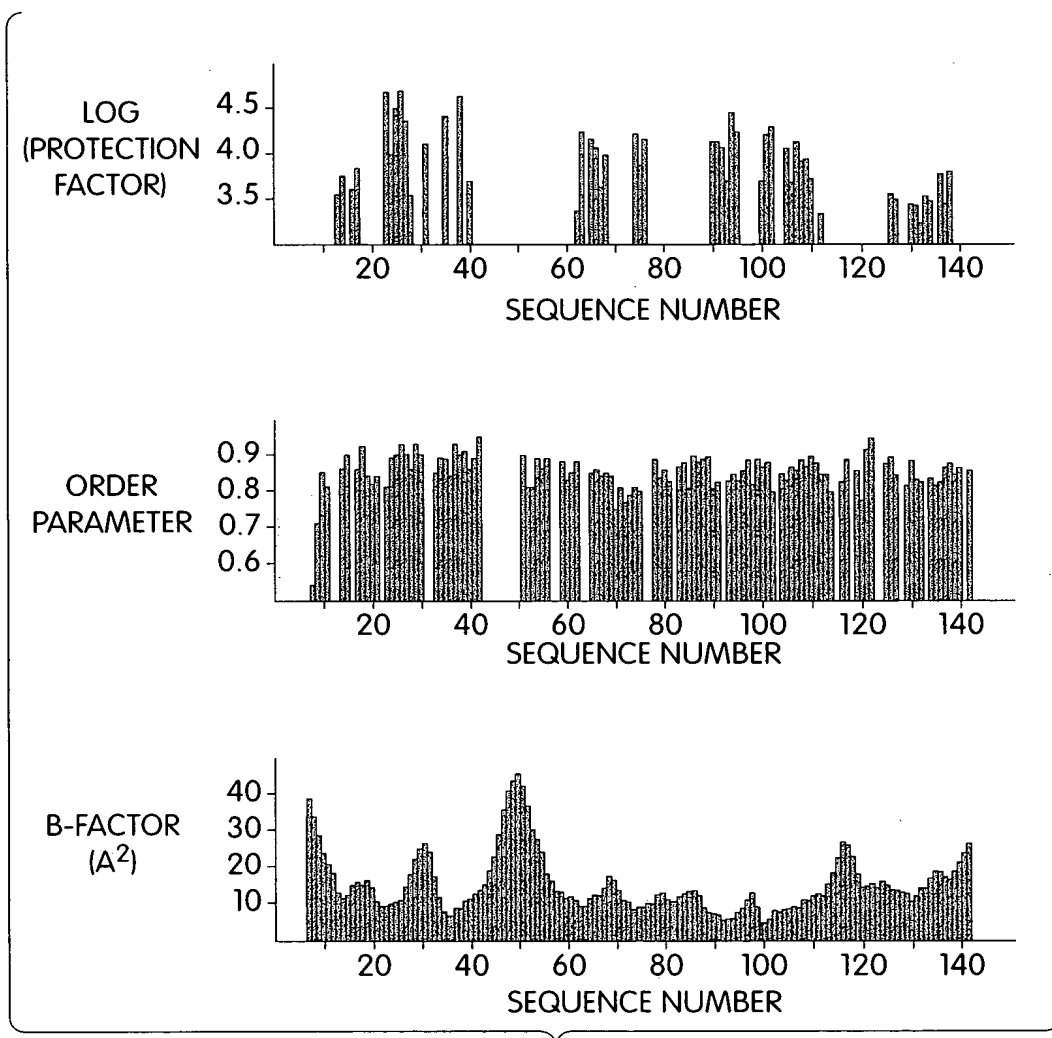 LOG
(PROTECTION
FACTOR)
4.5
4.0
3.5
20 40 60 80 100 120 140
SEQUENCE NUMBER
ORDER
PARAMETER
0.9
0.8
0.7
0.6
20 40 60 80 100 120 140
SEQUENCE NUMBER
B-FACTOR
(A²)
40
30
20
10
20 40 60 80 100 120 140
SEQUENCE NUMBER